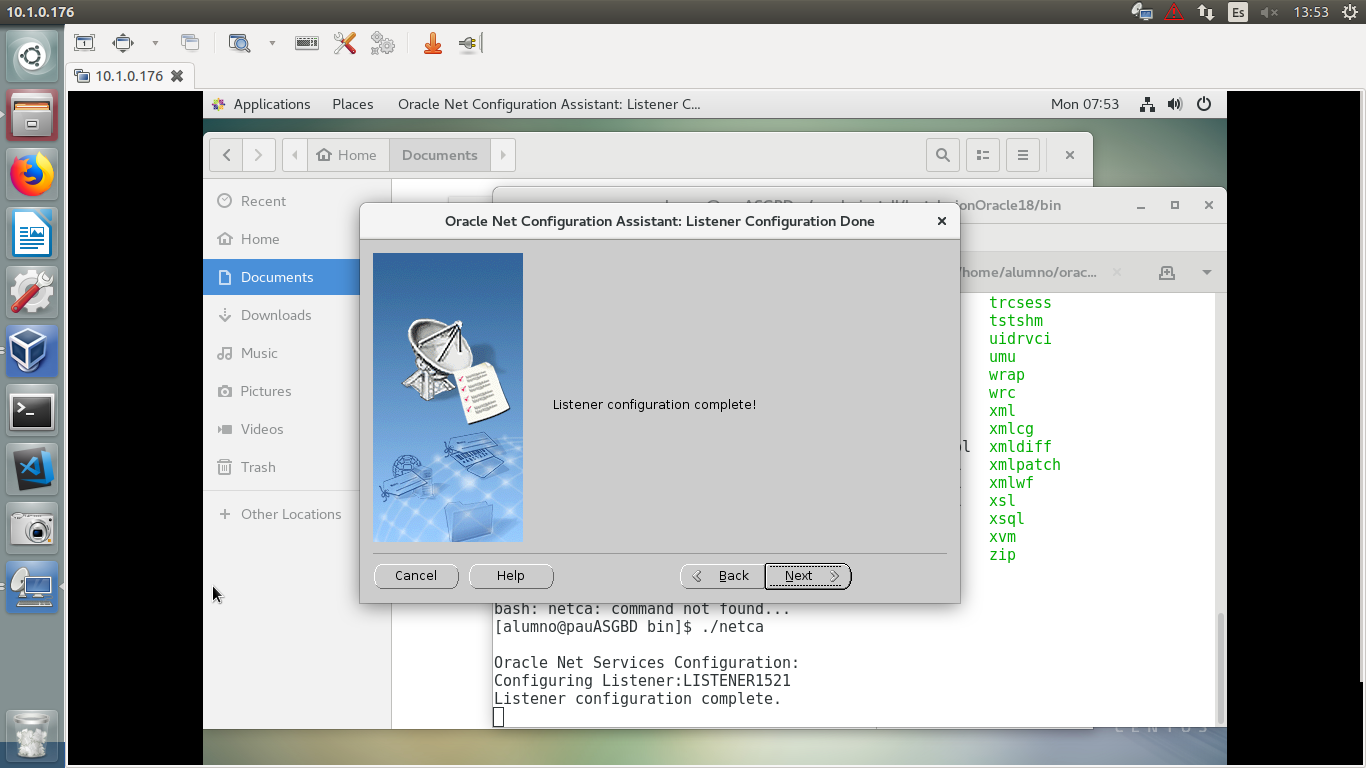 10.1.0.176
Es
13:53
10.1.0.176
Applications Places Oracle Net Configuration Assistant: Listener C... Mon 07:53
Home Documents
Recent
Home
Documents
Downloads
Music
Pictures
Videos
Trash
Other Locations
ionOracle18/bin
/home/alumno/orac...
Oracle Net Configuration Assistant: Listener Configuration Done
Listener configuration complete!
Cancel Help Back Next
trcsess
tstshm
uidrvci
umu
wrap
wrc
xml
xmlcg
xmldiff
xmlpatch
xmlwf
xsl
xsql
xvm
zip
bash: netca: command not found...
[alumno@pauASGBD bin]$ ./netca
Oracle Net Services Configuration:
Configuring Listener:LISTENER1521
Listener configuration complete.